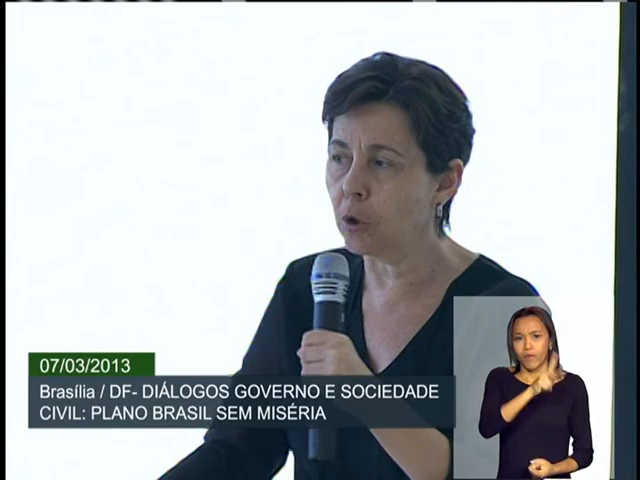 07/03/2013
Brasília / DF- DIÁLOGOS GOVERNO E SOCIEDADE
CIVIL: PLANO BRASIL SEM MISÉRIA